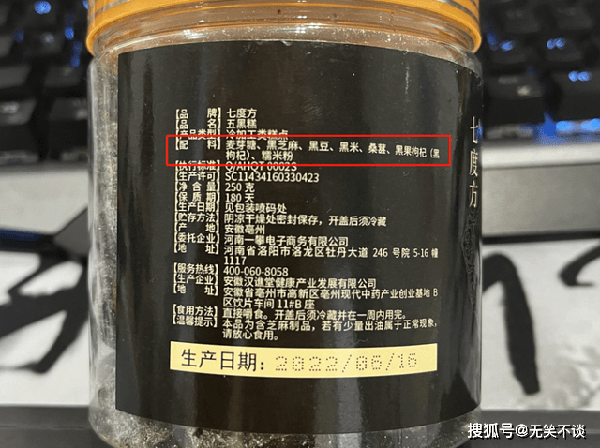 【品 牌】七度方
【品 名】五黑糕
【产品类型】冷加工类糕点
【配 料】麦芽糖、黑芝麻、黑豆、黑米、桑葚、黑果枸杞（黑
枸杞）、糯米粉
【执行标准】Q/AHQT 0002S
【生产许可】SC11434160330423
【净 含 量】250 克
【保 质 期】180 天
【生产日期】见包装喷码处
【贮存方法】阴凉干燥处密封保存，开盖后须冷藏
【产 地】安徽亳州
【委托企业】河南一馨电子商务有限公司
【地 址】河南省洛阳市洛龙区牡丹大道 246 号院 5-16 幢
1117
【服务热线】400-060-8058
【生产企业】安徽汉谯堂健康产业发展有限公司
【地 址】安徽省亳州市高新区亳州现代中药产业创业基地 B
区饮片车间 11#B 座
【食用方法】直接嚼食。开盖后须冷藏并在一周内用完。
【温馨提示】本品为含芝麻制品，若有少量出油属于正常现象，
请放心食用。
生产日期：2022/06/16
七度方
搜狐号@无笑不谈